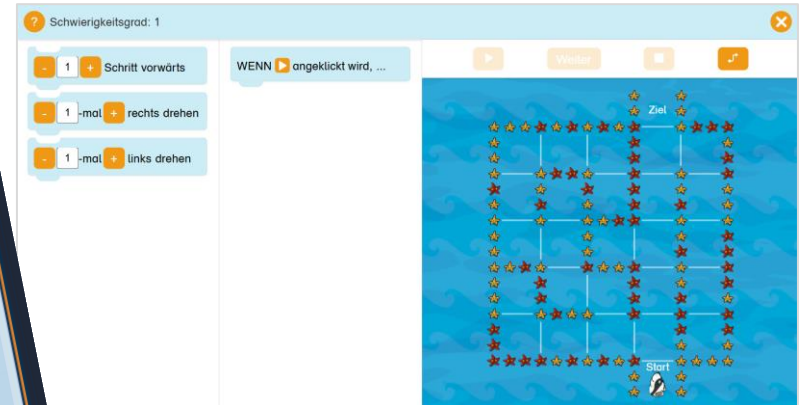 ? Schwierigkeitsgrad: 1
- 1 + Schritt vorwärts
- 1 -mal + rechts drehen
- 1 -mal + links drehen
WENN angeklickt wird, ...
Weiter
Ziel
Start